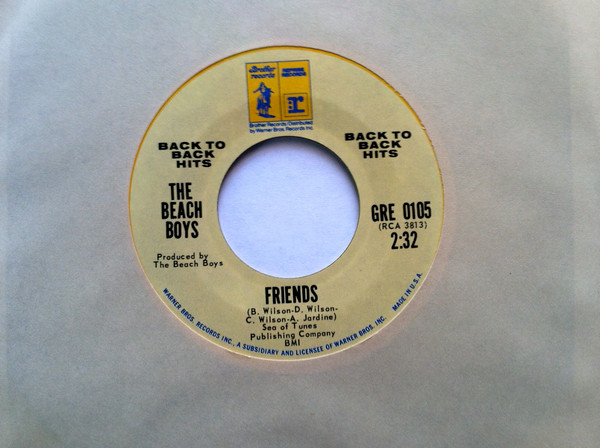 Brother
records
REPRISE
RECORDS
r:
Brother Records / Distributed
by Warner Bros. Records Inc.
BACK TO
BACK
HITS
BACK TO
BACK
HITS
THE
BEACH
BOYS
GRE 0105
(RCA 3813)
2:32
Produced by
The Beach Boys
FRIENDS
(B. Wilson-D. Wilson-
C. Wilson-A. Jardine)
Sea of Tunes
Publishing Company
BMI
WARNER BROS. RECORDS INC., A SUBSIDIARY AND LICENSEE OF WARNER BROS. INC. MADE IN U.S.A.